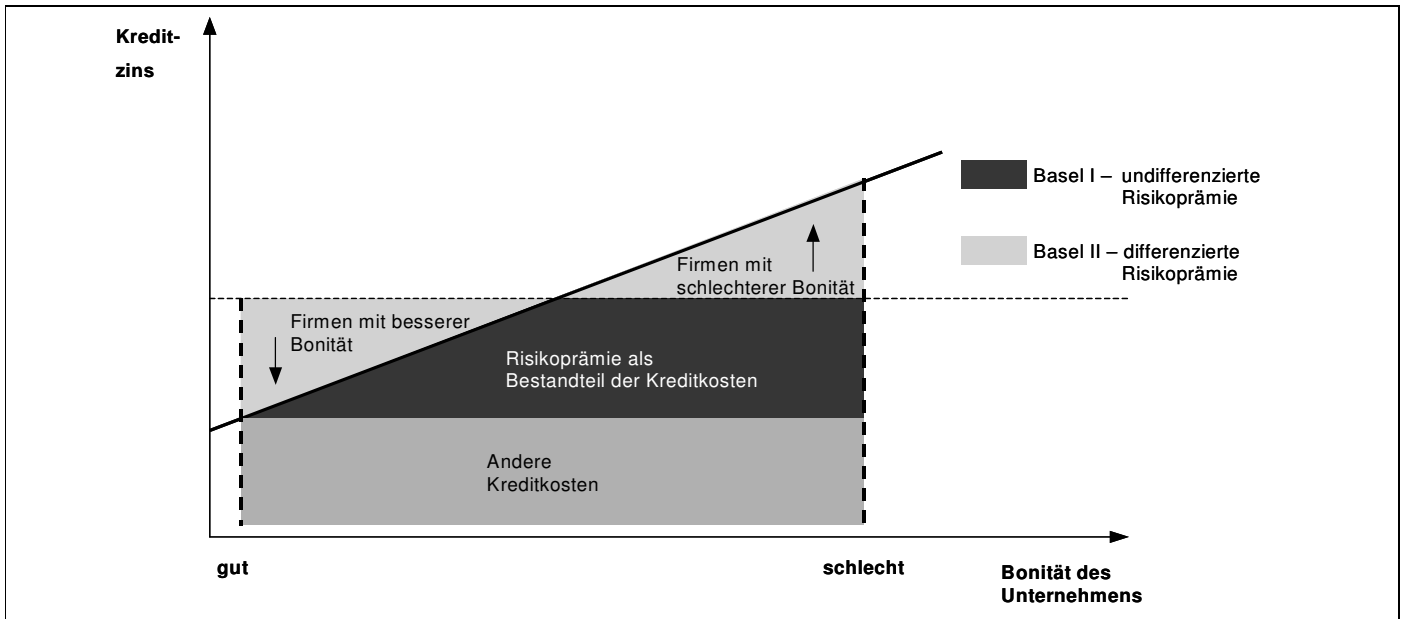 Kredit-
zins
Basel I – undifferenzierte
Risikoprämie
Basel II – differenzierte
Risikoprämie
Firmen mit
schlechterer Bonität
Firmen mit besserer
Bonität
Risikoprämie als
Bestandteil der Kreditkosten
Andere
Kreditkosten
gut
schlecht
Bonität des
Unternehmens